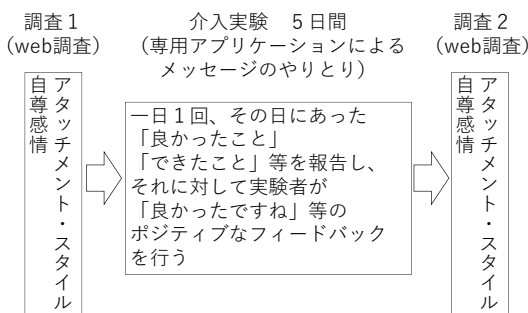 調査1
(web調査)
介入実験　5日間
(専用アプリケーションによる
メッセージのやりとり)
調査2
(web調査)
アタッチメント・スタイル
自尊感情
一日1回、その日にあった
「良かったこと」
「できたこと」等を報告し、
それに対して実験者が
「良かったですね」等の
ポジティブなフィードバック
を行う
アタッチメント・スタイル
自尊感情